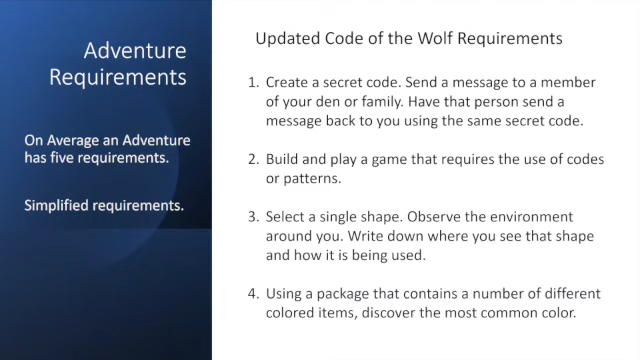 Adventure
Requirements
On Average an Adventure
has five requirements.
Simplified requirements.
Updated Code of the Wolf Requirements
1. Create a secret code. Send a message to a member
of your den or family. Have that person send a
message back to you using the same secret code.
2. Build and play a game that requires the use of codes
or patterns.
3. Select a single shape. Observe the environment
around you. Write down where you see that shape
and how it is being used.
4. Using a package that contains a number of different
colored items, discover the most common color.